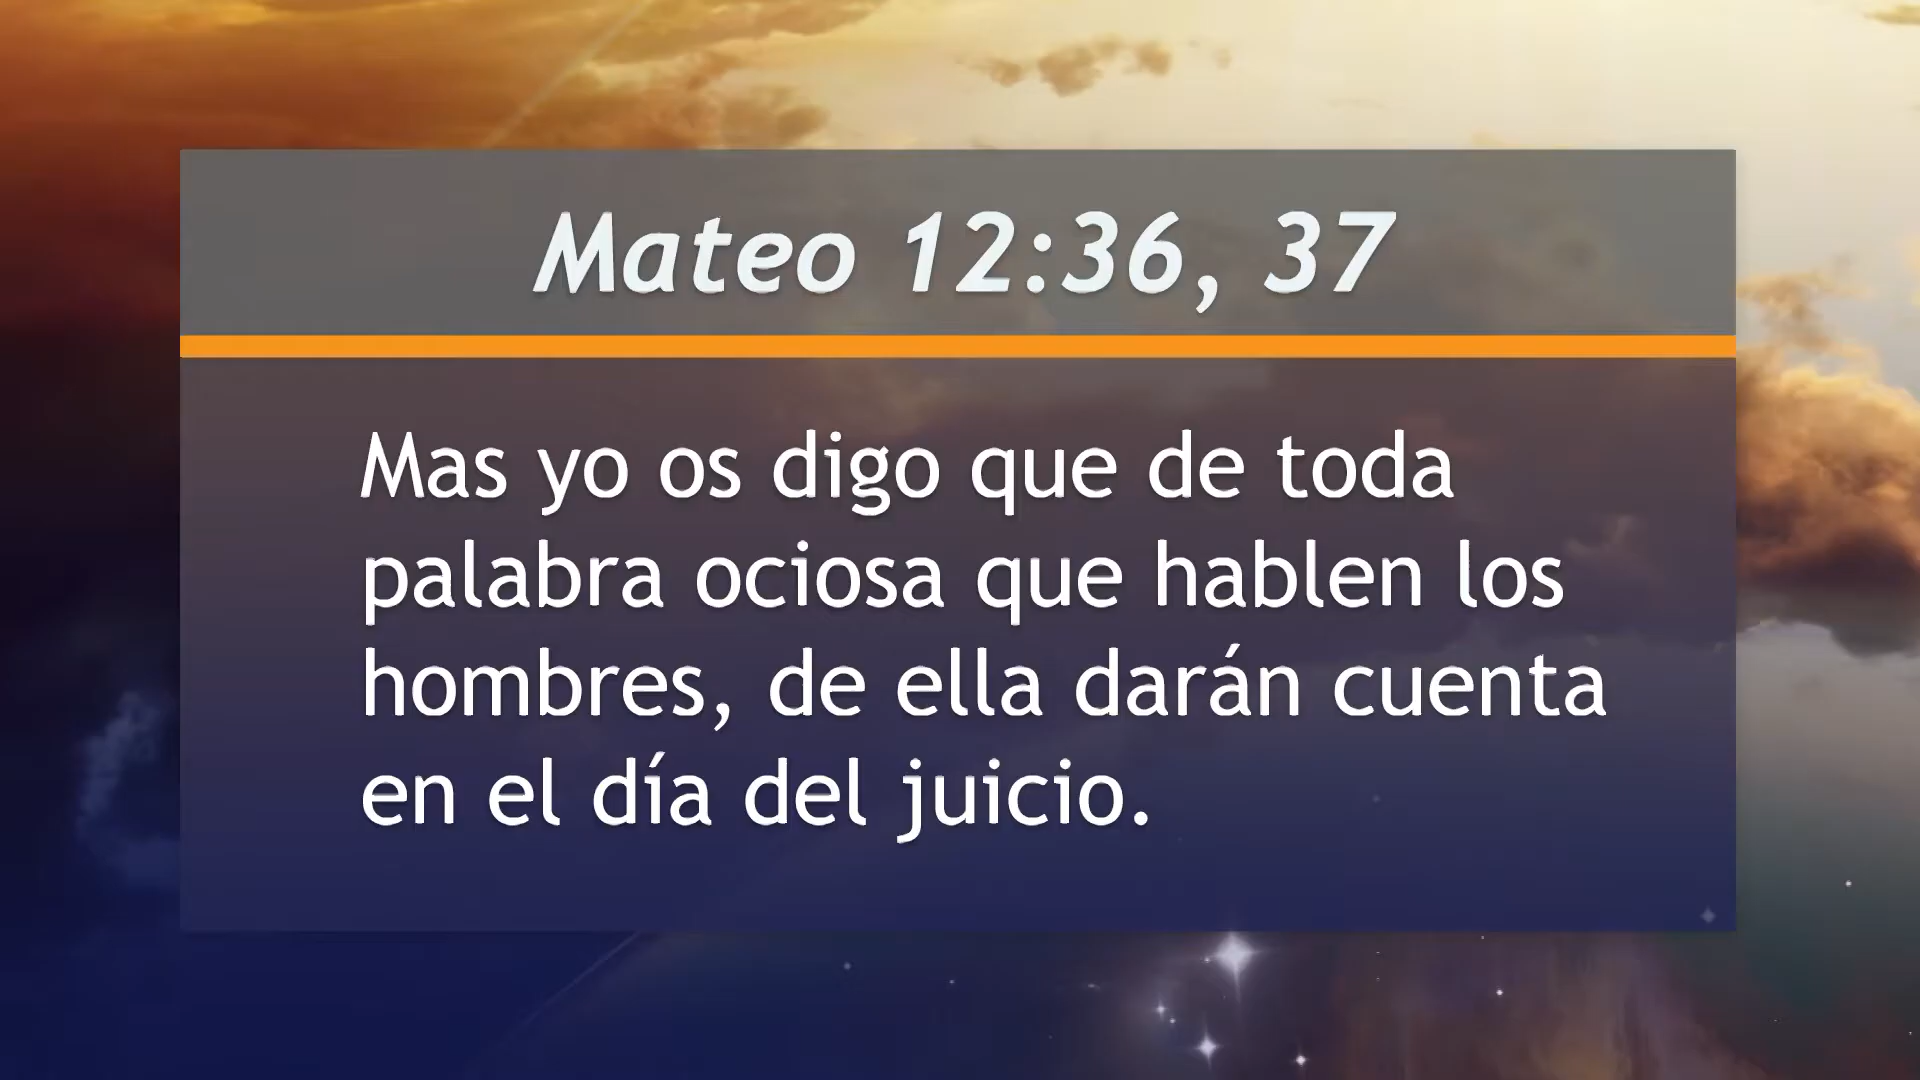 Mateo 12:36, 37
Mas yo os digo que de toda
palabra ociosa que hablen los
hombres, de ella darán cuenta
en el día del juicio.